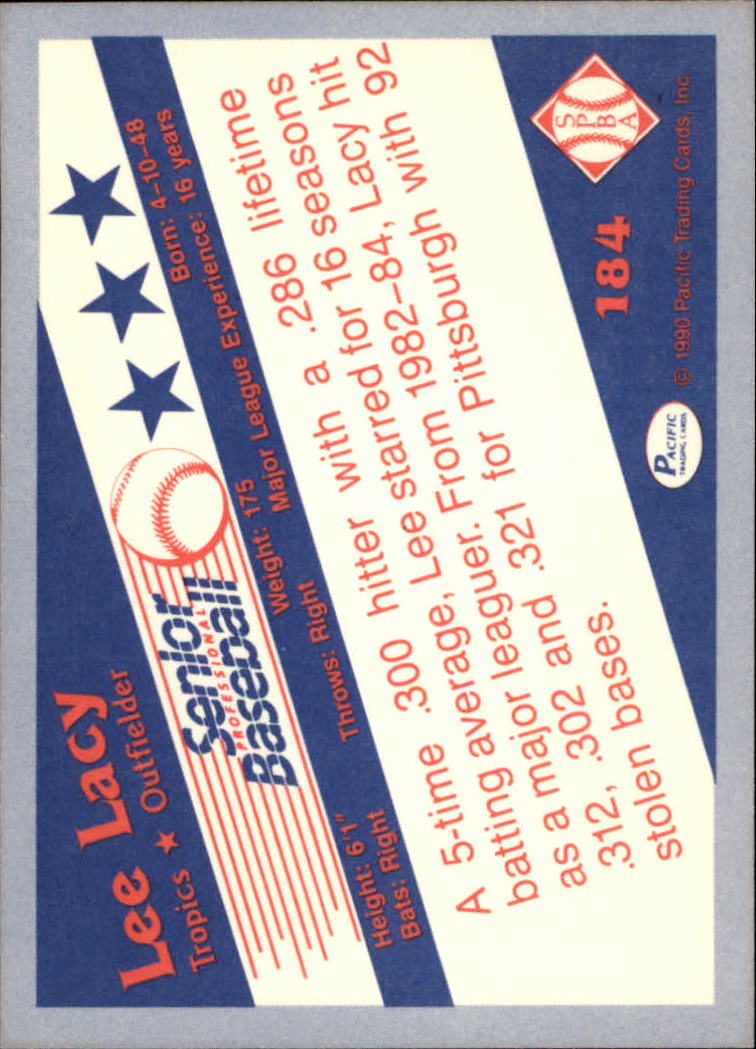 Lee Lacy
Tropics ★ Outfielder
Senior
PROFESSIONAL
Baseball
Height: 6'1" Weight: 175 Born: 4-10-48
Bats: Right Throws: Right Major League Experience: 16 years
A 5-time .300 hitter with a .286 lifetime
batting average, Lee starred for 16 seasons
as a major leaguer. From 1982-84, Lacy hit
.312, .302 and .321 for Pittsburgh with 92
stolen bases.
PACIFIC
TRADING CARDS
184
S
P B
A
© 1990 Pacific Trading Cards, Inc.